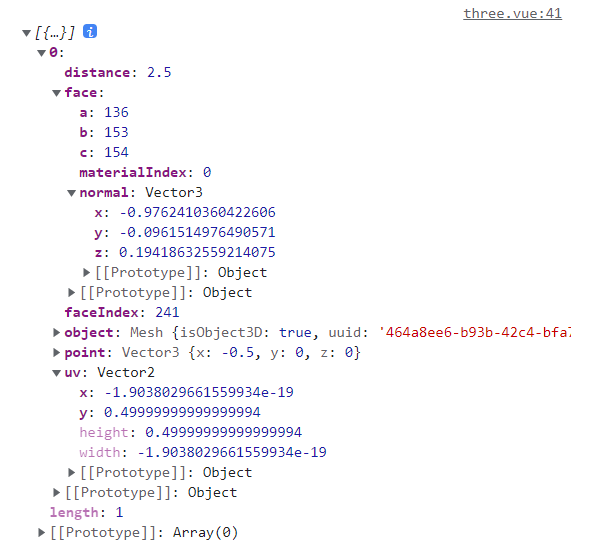 three.vue:41
▼[{…}] i
▼0:
distance: 2.5
▼face:
a: 136
b: 153
c: 154
materialIndex: 0
▼normal: Vector3
x: -0.9762410360422606
y: -0.0961514976490571
z: 0.19418632559214075
▶[[Prototype]]: Object
▶[[Prototype]]: Object
faceIndex: 241
▶object: Mesh {isObject3D: true, uuid: '464a8ee6-b93b-42c4-bfa7
▶point: Vector3 {x: -0.5, y: 0, z: 0}
▼uv: Vector2
x: -1.9038029661559934e-19
y: 0.49999999999999994
height: 0.49999999999999994
width: -1.9038029661559934e-19
▶[[Prototype]]: Object
▶[[Prototype]]: Object
length: 1
▶[[Prototype]]: Array(0)